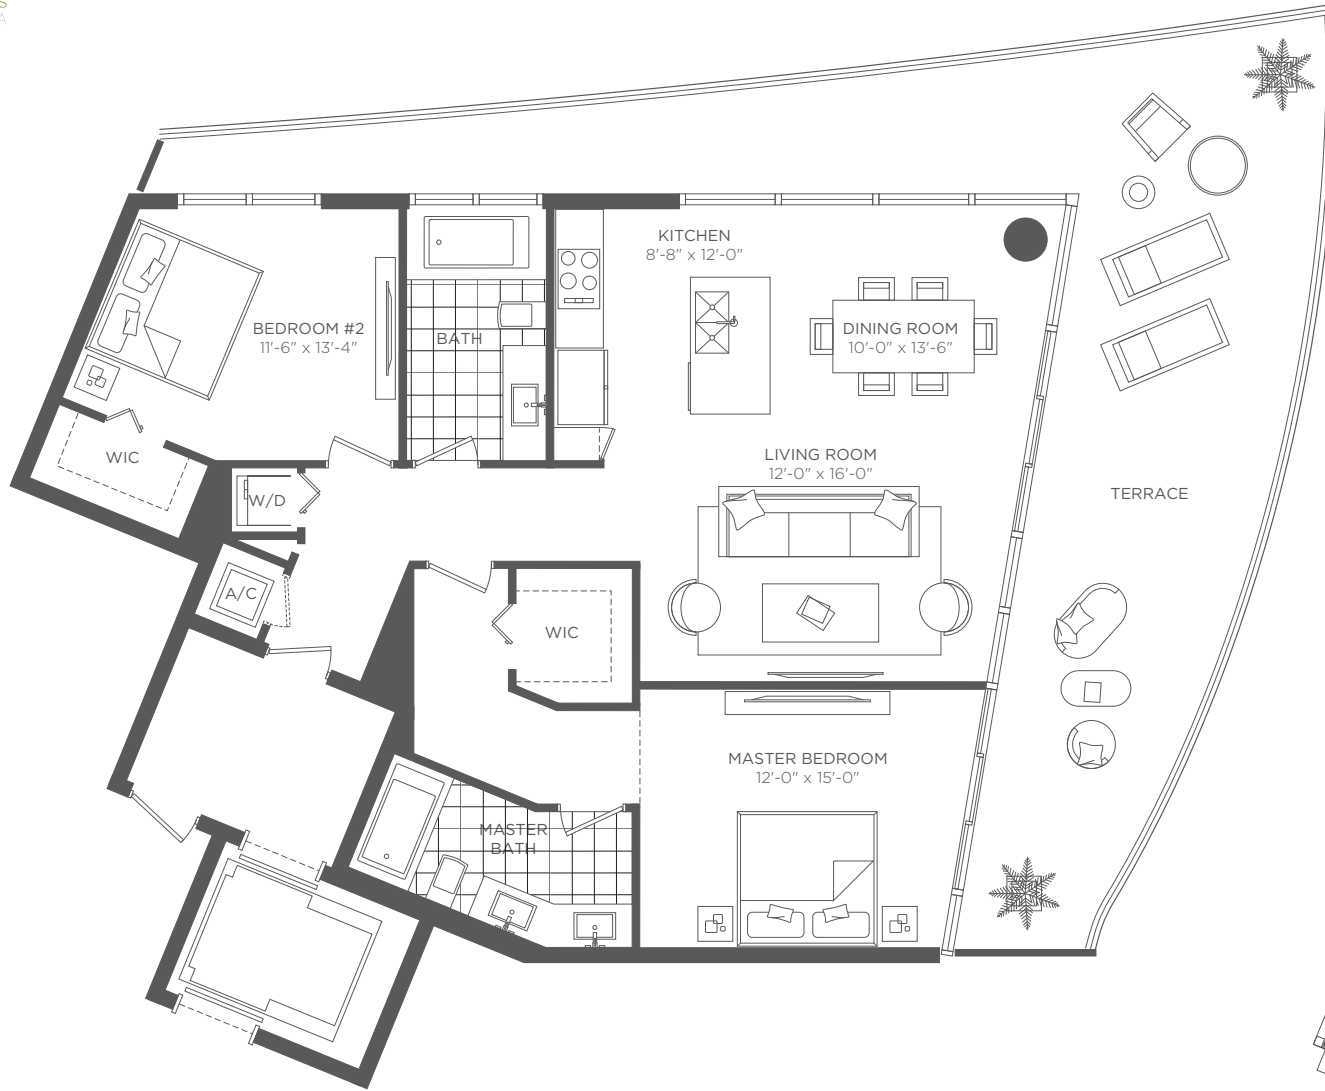 KITCHEN
8'-8" x 12'-0"
BEDROOM #2
11'-6" x 13'-4"
BATH
DINING ROOM
10'-0" x 13'-6"
WIC
LIVING ROOM
12'-0" x 16'-0"
W/D
TERRACE
A/C
WIC
MASTER BEDROOM
12'-0" x 15'-0"
MASTER
BATH